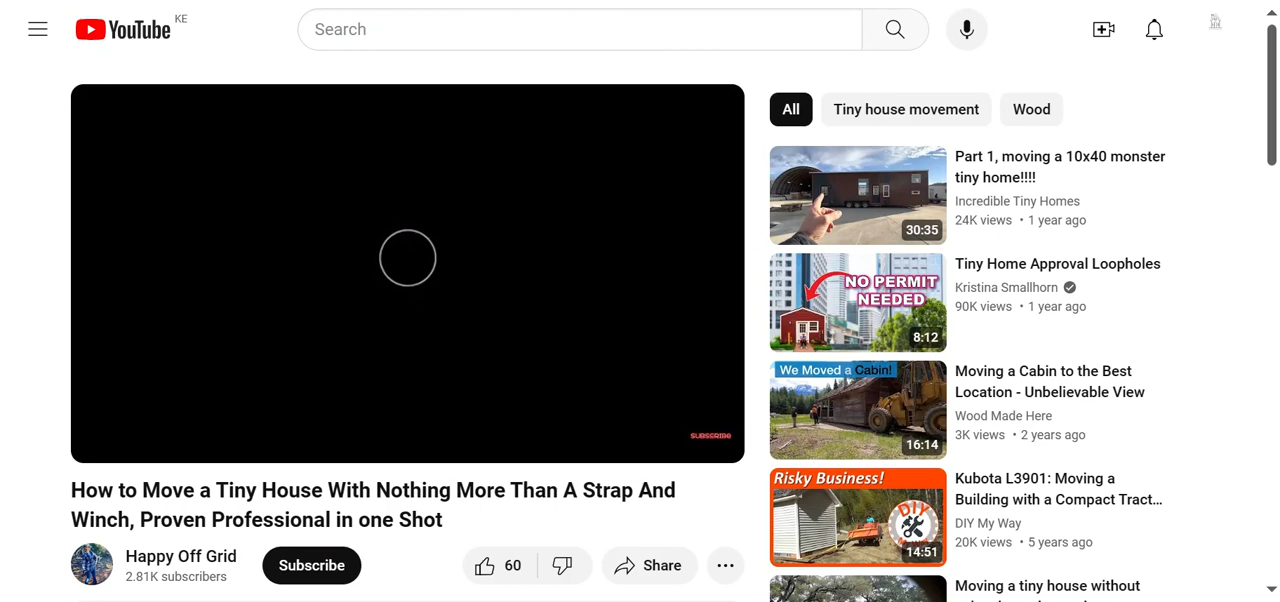 YouTube KE
Search
SUBSCRIBE
How to Move a Tiny House With Nothing More Than A Strap And
Winch, Proven Professional in one Shot
Happy Off Grid
2.81K subscribers
Subscribe
60
Share
All
Tiny house movement
Wood
30:35
Part 1, moving a 10x40 monster
tiny home!!!!
Incredible Tiny Homes
24K views • 1 year ago
NO PERMIT
NEEDED
8:12
Tiny Home Approval Loopholes
Kristina Smallhorn
90K views • 1 year ago
We Moved a Cabin!
16:14
Moving a Cabin to the Best
Location - Unbelievable View
Wood Made Here
3K views • 2 years ago
Risky Business!
DIY
14:51
Kubota L3901: Moving a
Building with a Compact Tract...
DIY My Way
20K views • 5 years ago
Moving a tiny house without